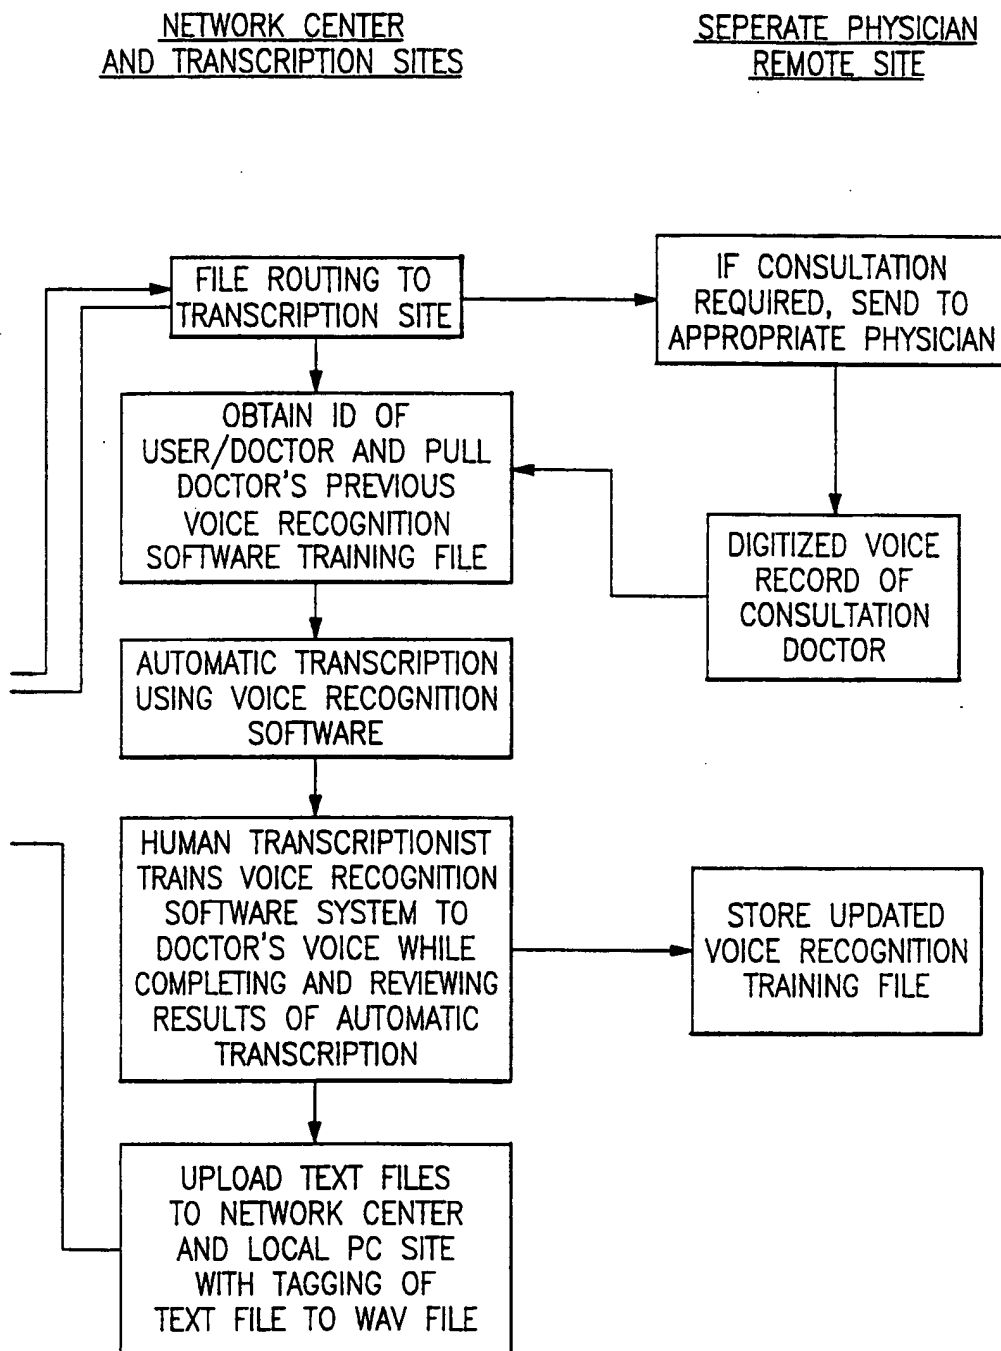 NETWORK CENTER
AND TRANSCRIPTION SITES
SEPERATE PHYSICIAN
REMOTE SITE
FILE ROUTING TO
TRANSCRIPTION SITE
IF CONSULTATION
REQUIRED, SEND TO
APPROPRIATE PHYSICIAN
OBTAIN ID OF
USER/DOCTOR AND PULL
DOCTOR'S PREVIOUS
VOICE RECOGNITION
SOFTWARE TRAINING FILE
DIGITIZED VOICE
RECORD OF
CONSULTATION
DOCTOR
AUTOMATIC TRANSCRIPTION
USING VOICE RECOGNITION
SOFTWARE
HUMAN TRANSCRIPTIONIST
TRAINS VOICE RECOGNITION
SOFTWARE SYSTEM TO
DOCTOR'S VOICE WHILE
COMPLETING AND REVIEWING
RESULTS OF AUTOMATIC
TRANSCRIPTION
STORE UPDATED
VOICE RECOGNITION
TRAINING FILE
UPLOAD TEXT FILES
TO NETWORK CENTER
AND LOCAL PC SITE
WITH TAGGING OF
TEXT FILE TO WAV FILE